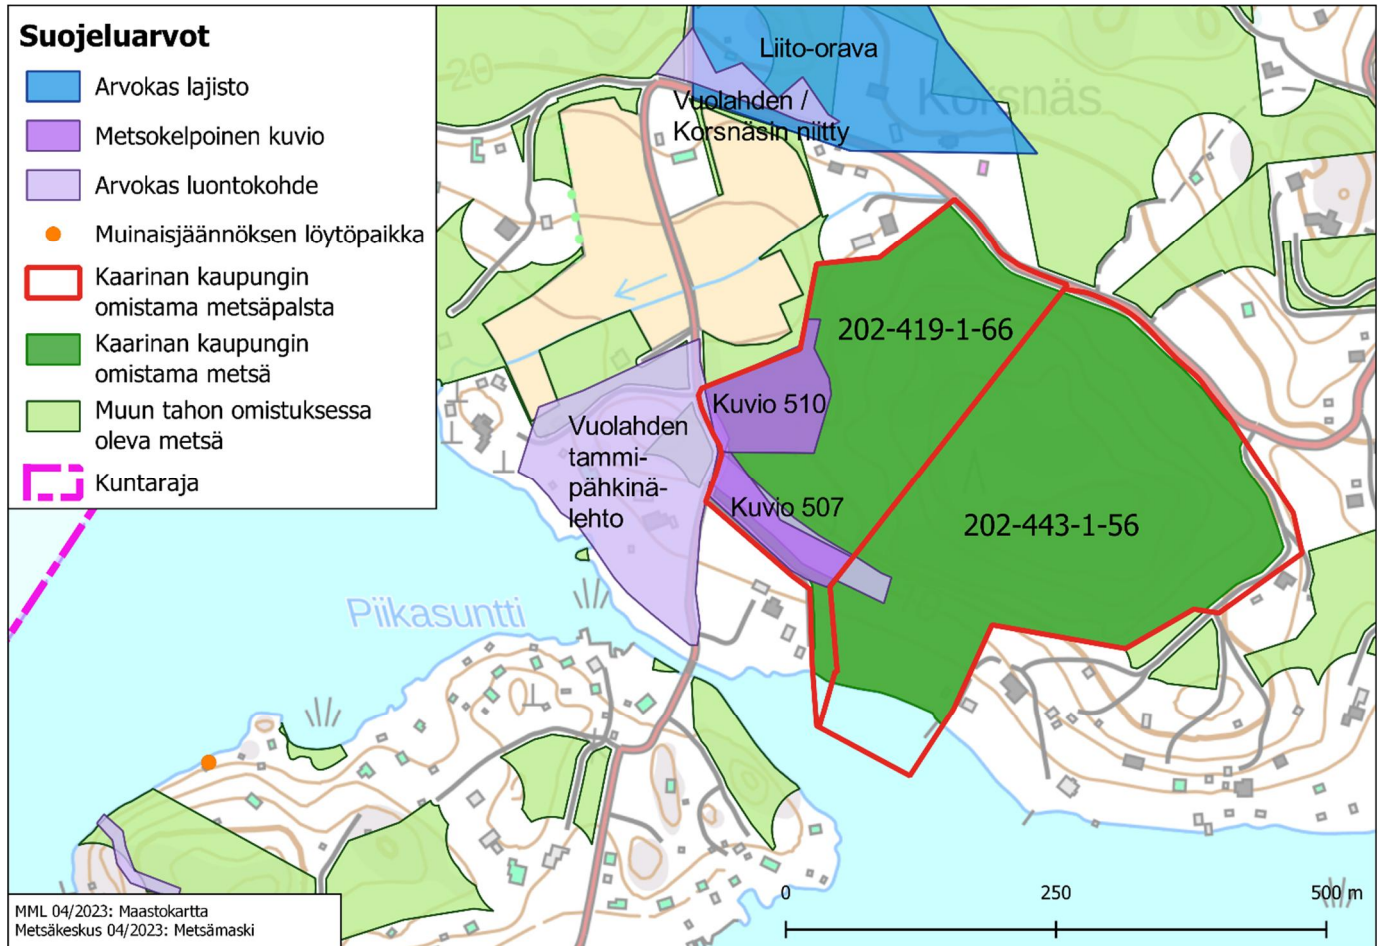 Suojeluarvot
Arvokas lajisto
Metsokelpoinen kuvio
Arvokas luontokohde
Muinaisjäännöksen löytöpaikka
Kaarinan kaupungin
omistama metsäpalsta
Kaarinan kaupungin
omistama metsä
Muun tahon omistuksessa
oleva metsä
Kuntaraja
20
Liito-orava
Korsnäs
Vuolahden /
Korsnäsin niitty
202-419-1-66
Kuvio 510
Vuolahden
tammi-
pähkinä-
lehto
Kuvio 507
202-443-1-56
Piikasuntti
0 250 500 m
MML 04/2023: Maastokartta
Metsäkeskus 04/2023: Metsämaski